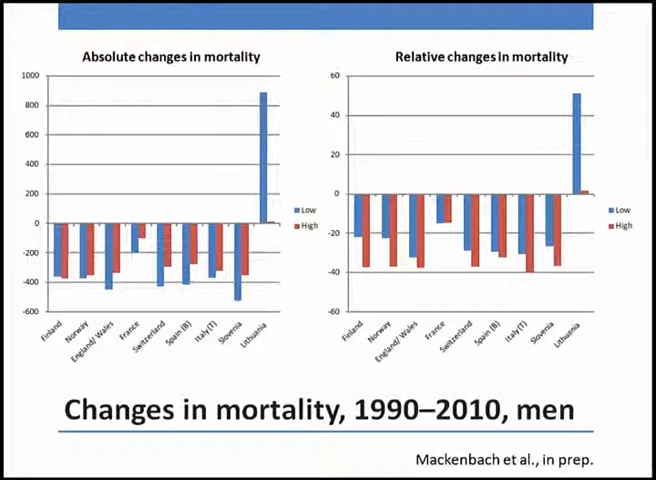 Absolute changes in mortality
1000
800
600
400
200
0
-200
-400
-600
Finland
Norway
England/ Wales
France
Switzerland
Spain (B)
Italy(T)
Slovenia
Lithuania
Low
High
Relative changes in mortality
60
40
20
0
-20
-40
-60
Finland
Norway
England/ Wales
France
Switzerland
Spain (B)
Italy(T)
Slovenia
Lithuania
Low
High
Changes in mortality, 1990–2010, men
Mackenbach et al., in prep.